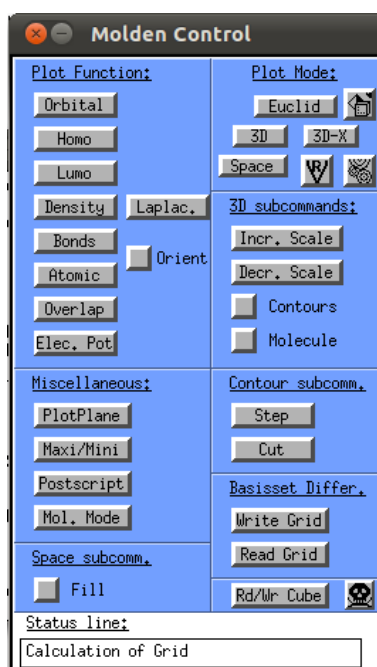 Molden Control
Plot Function:
Orbital
Homo
Lumo
Density
Laplac.
Bonds
Orient
Atomic
Overlap
Elec. Pot
Plot Mode:
Euclid
3D
3D-X
Space
VR
3D subcommands:
Incr. Scale
Decr. Scale
Contours
Molecule
Miscellaneous:
PlotPlane
Maxi/Mini
Postscript
Mol. Mode
Contour subcomm.
Step
Cut
Basisset Differ.
Write Grid
Read Grid
Space subcomm.
Fill
Rd/Wr Cube
Status line:
Calculation of Grid